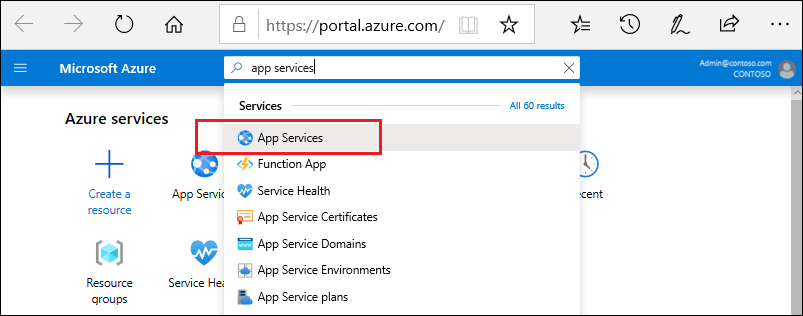 https://portal.azure.com/
Microsoft Azure
app services
Admin@contoso.com
CONTOSO
Services
All 60 results
Azure services
App Services
Function App
Service Health
App Service Certificates
App Service Domains
App Service Environments
App Service plans
Create a
resource
App Servic
ecent
Resource
groups
Service Hea